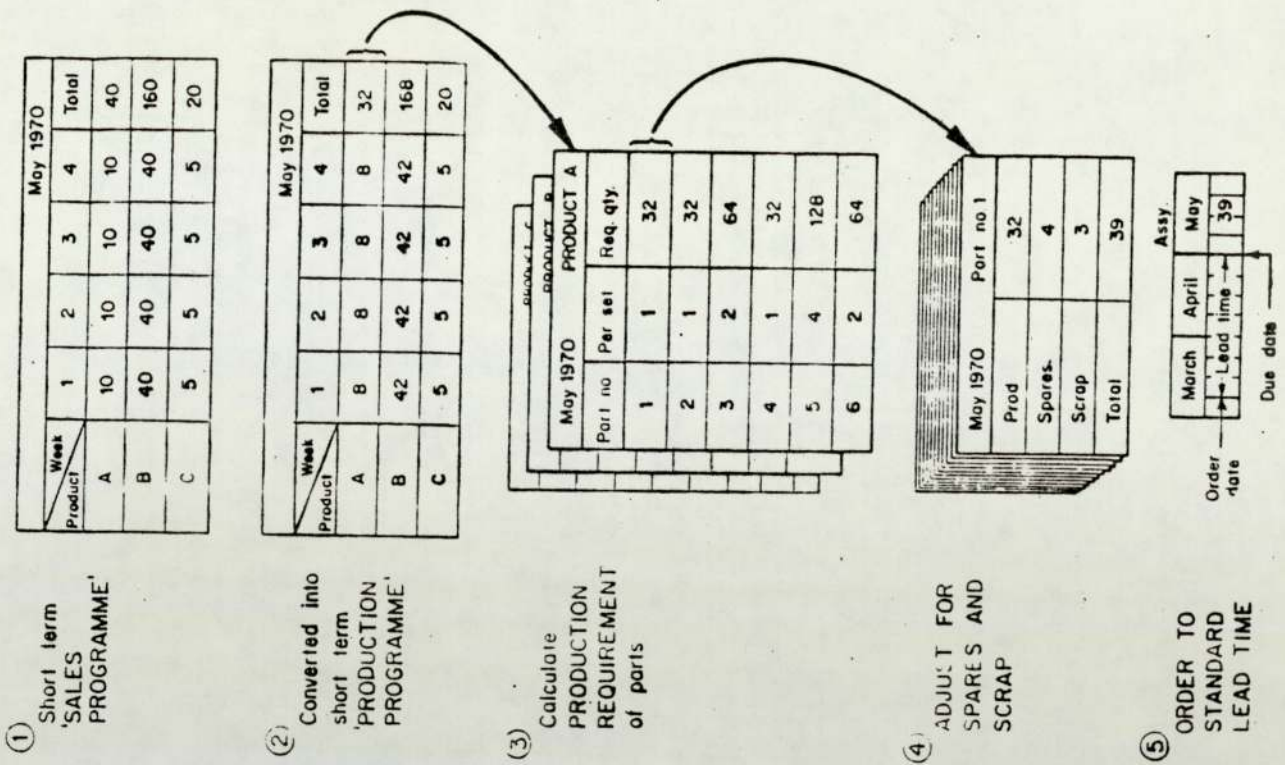 ①
Short term
'SALES
PROGRAMME'
May 1970
Week
Product
1 2 3 4 Total
A 10 10 10 10 40
B 40 40 40 40 160
C 5 5 5 5 20
②
Converted into
short term
'PRODUCTION
PROGRAMME'
May 1970
Week
Product
1 2 3 4 Total
A 8 8 8 8 32
B 42 42 42 42 168
C 5 5 5 5 20
③
Calculate
PRODUCTION
REQUIREMENT
of parts
PRODUCT
May 1970 PRODUCT A
Part no Per set Req. qty.
1 1 32
2 1 32
3 2 64
4 1 32
5 4 128
6 2 64
④
ADJUST FOR
SPARES AND
SCRAP
May 1970 Part no. 1
Prod 32
Spares. 4
Scrap 3
Total 39
⑤
ORDER TO
STANDARD
LEAD TIME
Assy.
March April May
Lead time 39
Order
date
Due date